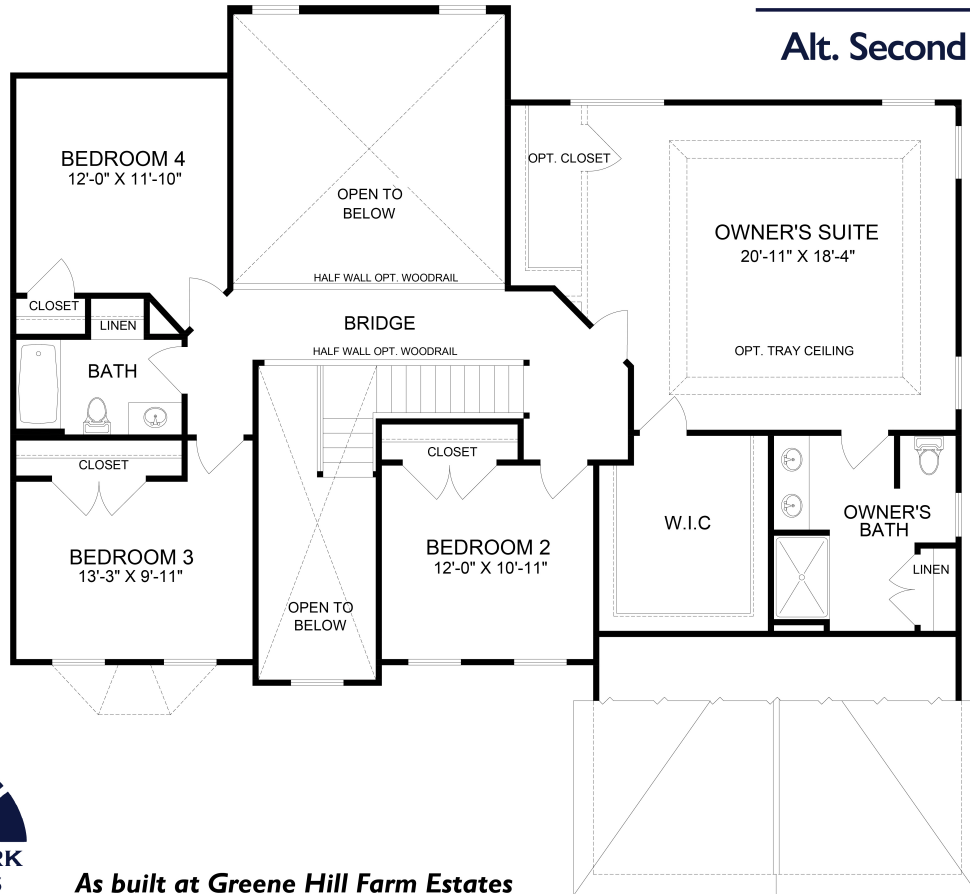 Alt. Second
BEDROOM 4
12'-0" X 11'-10"
OPEN TO
BELOW
OPT. CLOSET
OWNER'S SUITE
20'-11" X 18'-4"
HALF WALL OPT. WOODRAIL
CLOSET
LINEN
BRIDGE
HALF WALL OPT. WOODRAIL
OPT. TRAY CEILING
BATH
CLOSET
CLOSET
W.I.C
OWNER'S
BATH
BEDROOM 3
13'-3" X 9'-11"
BEDROOM 2
12'-0" X 10'-11"
LINEN
OPEN TO
BELOW
RK
S
As built at Greene Hill Farm Estates